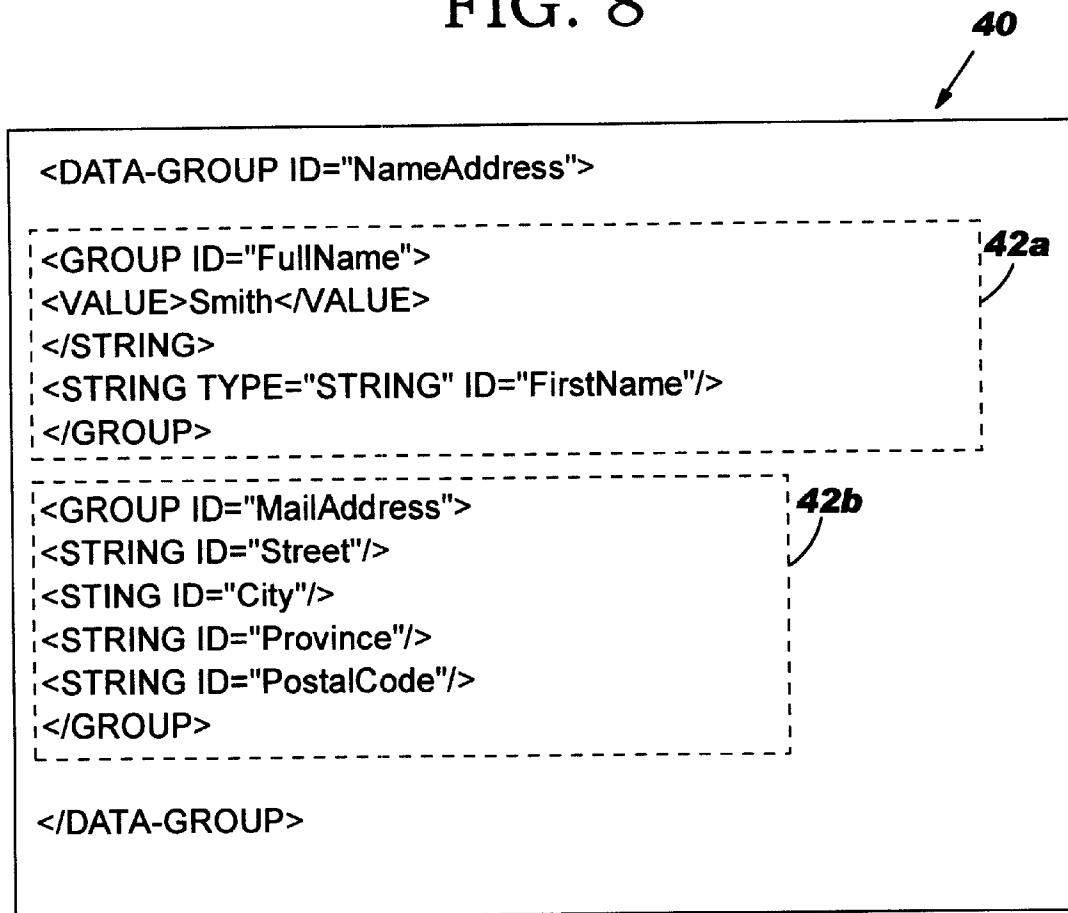 FIG. 8
40
<DATA-GROUP ID="NameAddress">
<GROUP ID="FullName">
42a
<VALUE>Smith</VALUE>
</STRING>
<STRING TYPE="STRING" ID="FirstName"/>
</GROUP>
<GROUP ID="MailAddress">
42b
<STRING ID="Street"/>
<STING ID="City"/>
<STRING ID="Province"/>
<STRING ID="PostalCode"/>
</GROUP>
</DATA-GROUP>